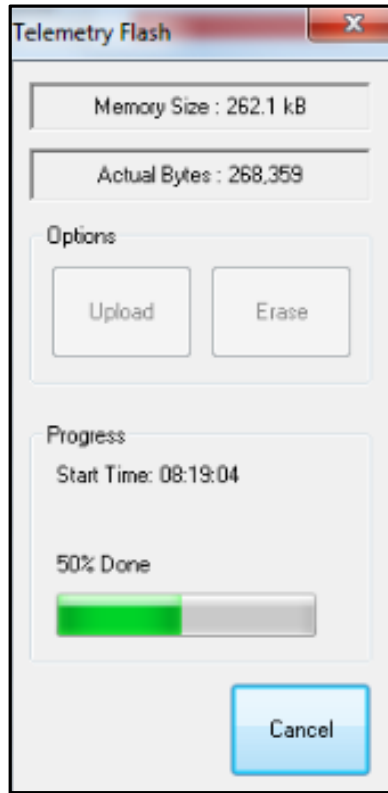 Telemetry Flash
Memory Size : 262.1 kB
Actual Bytes : 268,359
Options
Upload Erase
Progress
Start Time: 08:19:04
50% Done
Cancel